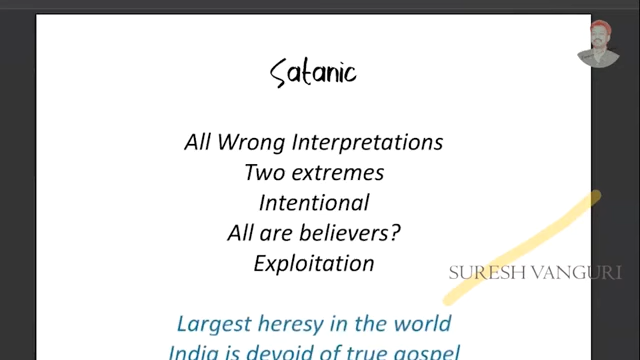 Satanic
All Wrong Interpretations
Two extremes
Intentional
All are believers?
Exploitation
SURESH VANGURI
Largest heresy in the world
India is devoid of true gospel